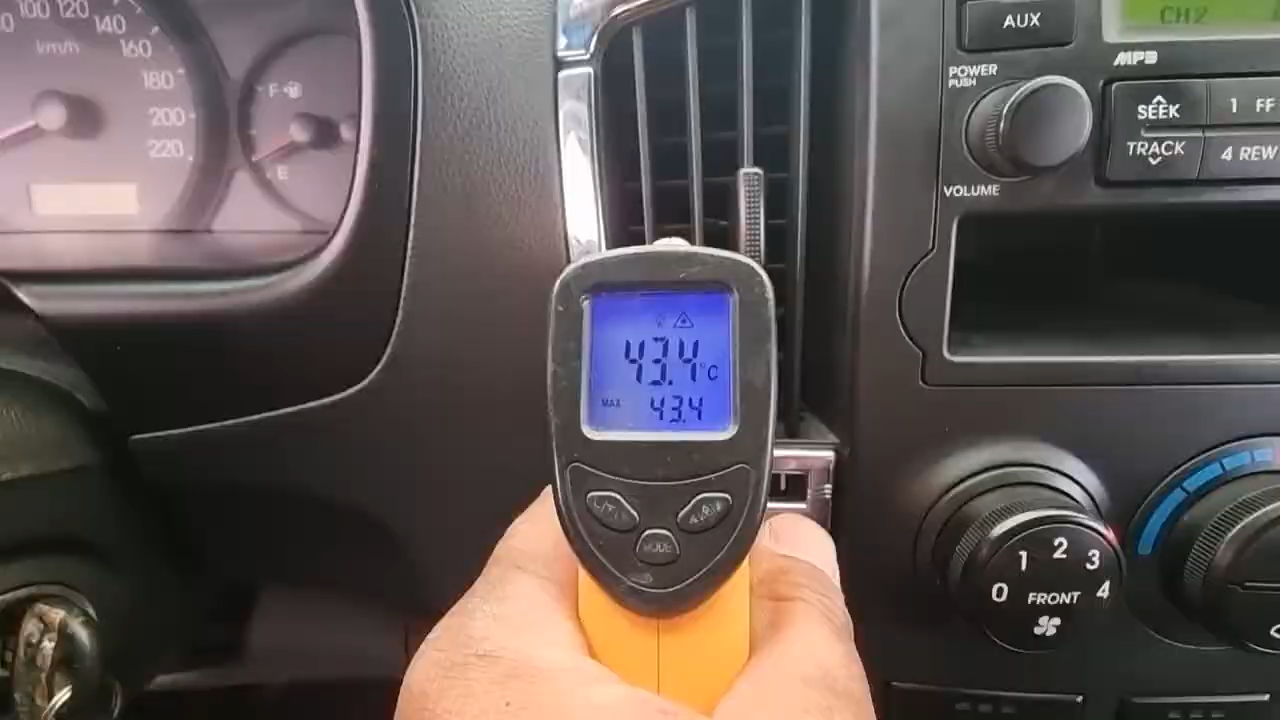 100 120
140
km/h
160
180
200
220
F
E
AUX
CH2
MP3
POWER
PUSH
SEEK
TRACK
1 FF
4 REW
VOLUME
43.4 °C
MAX 43.4
MODE
0 1 2 3 4
FRONT